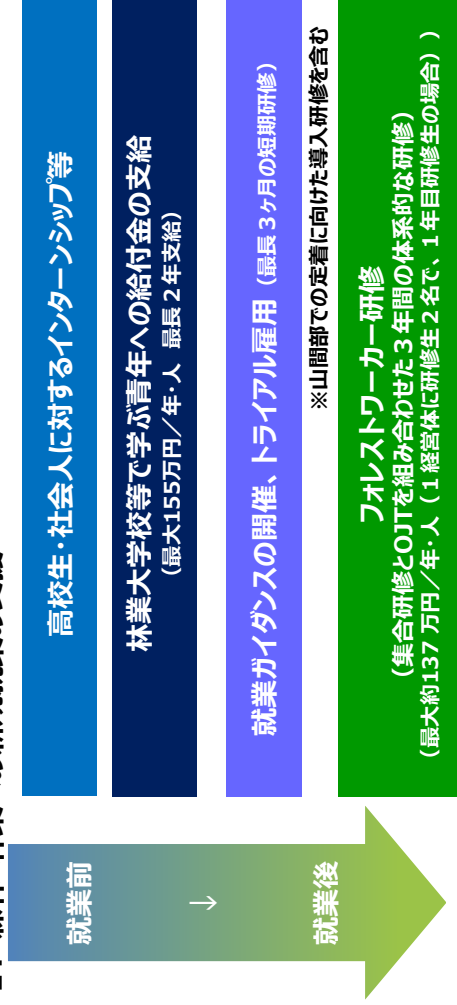 高校生・社会人に対するインターンシップ等
林業大学校等で学ぶ青年への給付金の支給
（最大155万円／年・人 最長２年支給）
就業ガイダンスの開催、トライアル雇用（最長３ヶ月の短期研修）
※山間部での定着に向けた導入研修を含む
フォレストワーカー研修
（集合研修とOJTを組み合わせた３年間の体系的な研修）
（最大約137 万円／年・人（１経営体に研修生２名で、１年目研修生の場合））
就業前
↓
就業後